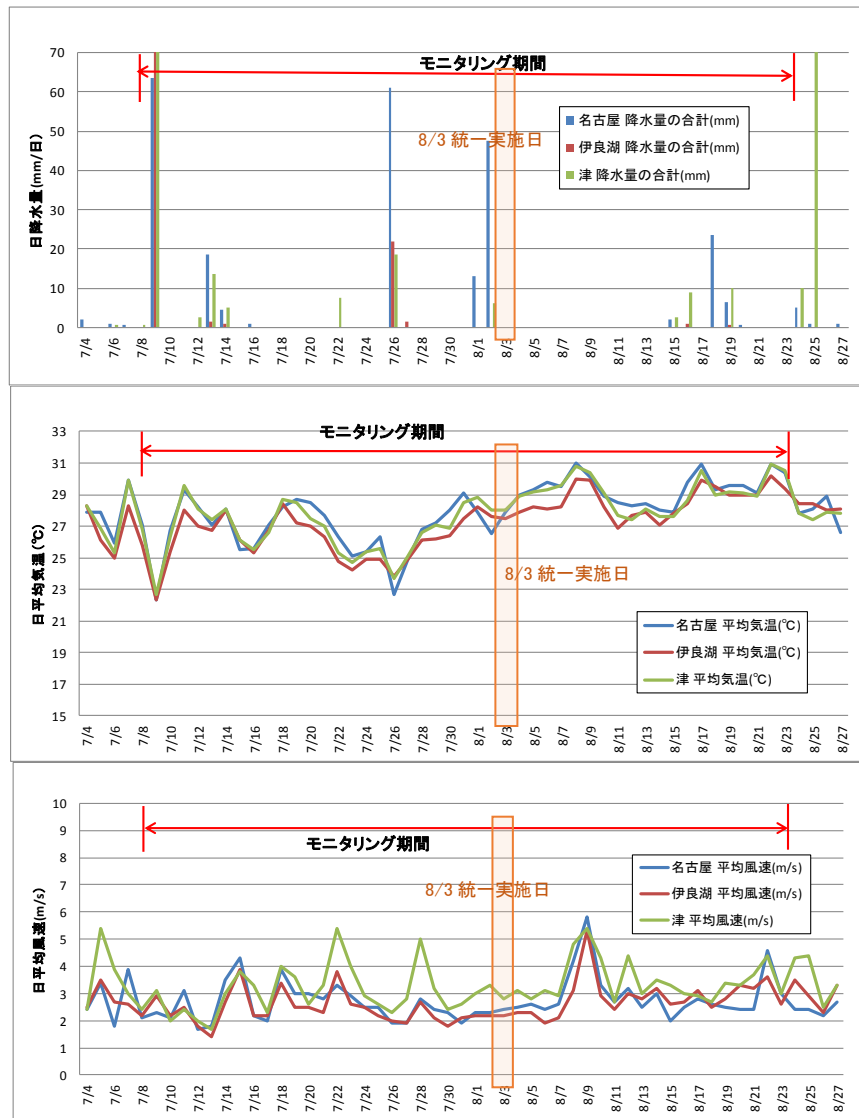 70
60
50
40
30
20
10
0
日降水量(mm/日)
モニタリング期間
8/3 統一実施日
名古屋 降水量の合計(mm)
伊良湖 降水量の合計(mm)
津 降水量の合計(mm)
7/4 7/6 7/8 7/10 7/12 7/14 7/16 7/18 7/20 7/22 7/24 7/26 7/28 7/30 8/1 8/3 8/5 8/7 8/9 8/11 8/13 8/15 8/17 8/19 8/21 8/23 8/25 8/27
33
31
29
27
25
23
21
19
17
15
日平均気温(℃)
モニタリング期間
8/3 統一実施日
名古屋 平均気温(℃)
伊良湖 平均気温(℃)
津 平均気温(℃)
7/4 7/6 7/8 7/10 7/12 7/14 7/16 7/18 7/20 7/22 7/24 7/26 7/28 7/30 8/1 8/3 8/5 8/7 8/9 8/11 8/13 8/15 8/17 8/19 8/21 8/23 8/25 8/27
10
9
8
7
6
5
4
3
2
1
0
日平均風速(m/s)
モニタリング期間
8/3 統一実施日
名古屋 平均風速(m/s)
伊良湖 平均風速(m/s)
津 平均風速(m/s)
7/4 7/6 7/8 7/10 7/12 7/14 7/16 7/18 7/20 7/22 7/24 7/26 7/28 7/30 8/1 8/3 8/5 8/7 8/9 8/11 8/13 8/15 8/17 8/19 8/21 8/23 8/25 8/27